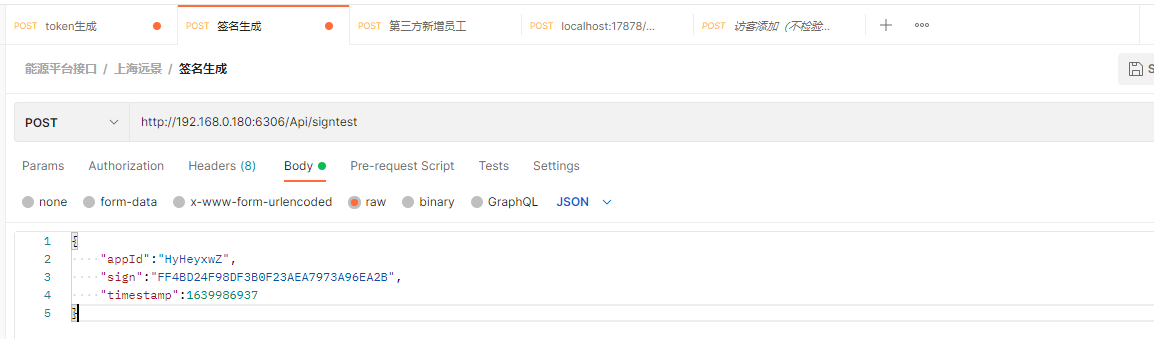 POST token生成 POST 签名生成 POST 第三方新增员工 POST localhost:17878/... POST 访客添加（不检验...
能源平台接口 / 上海远景 / 签名生成 S
POST http://192.168.0.180:6306/Api/signtest
Params Authorization Headers (8) Body Pre-request Script Tests Settings
none form-data x-www-form-urlencoded raw binary GraphQL JSON
1 {
2 "appId":"HyHeyxwZ",
3 "sign":"FF4BD24F98DF3B0F23AEA7973A96EA2B",
4 "timestamp":1639986937
5 }